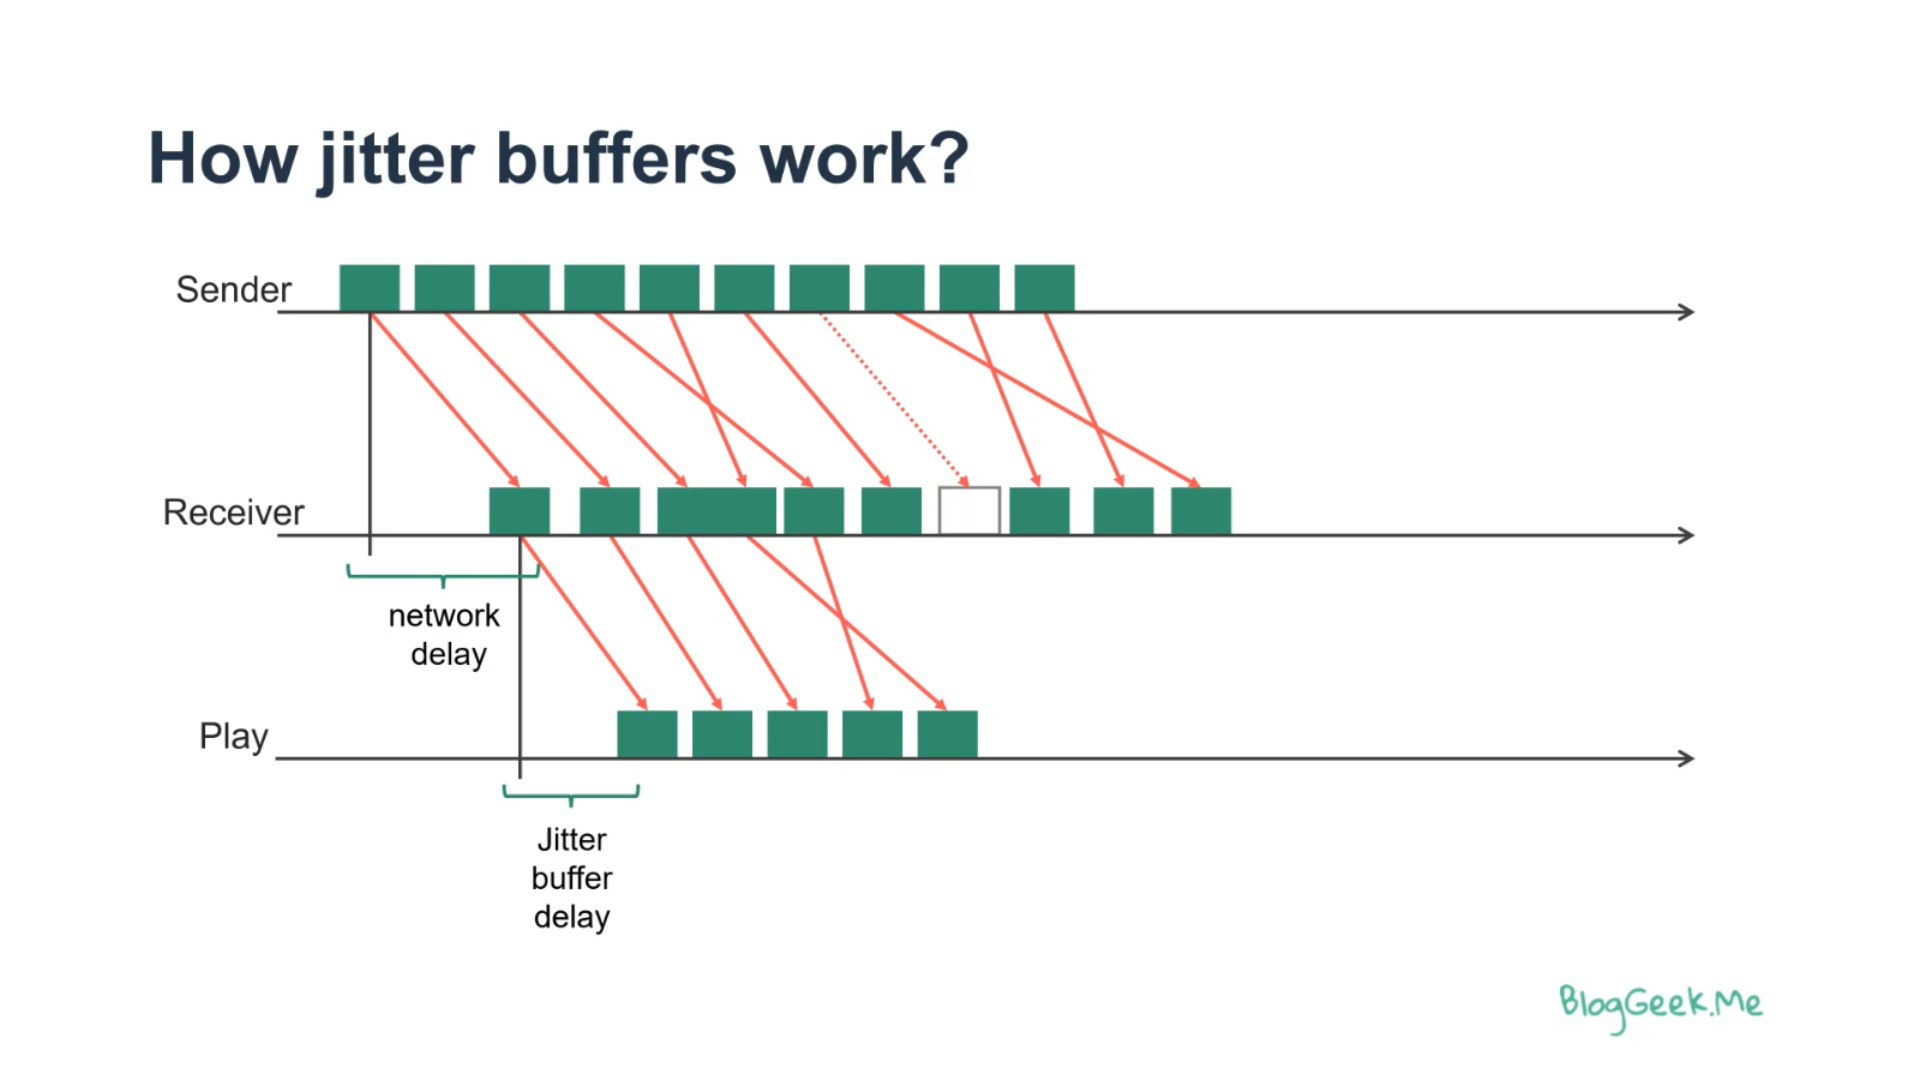 How jitter buffers work?
Sender
Receiver
network
delay
Play
Jitter
buffer
delay
BlogGeek.Me